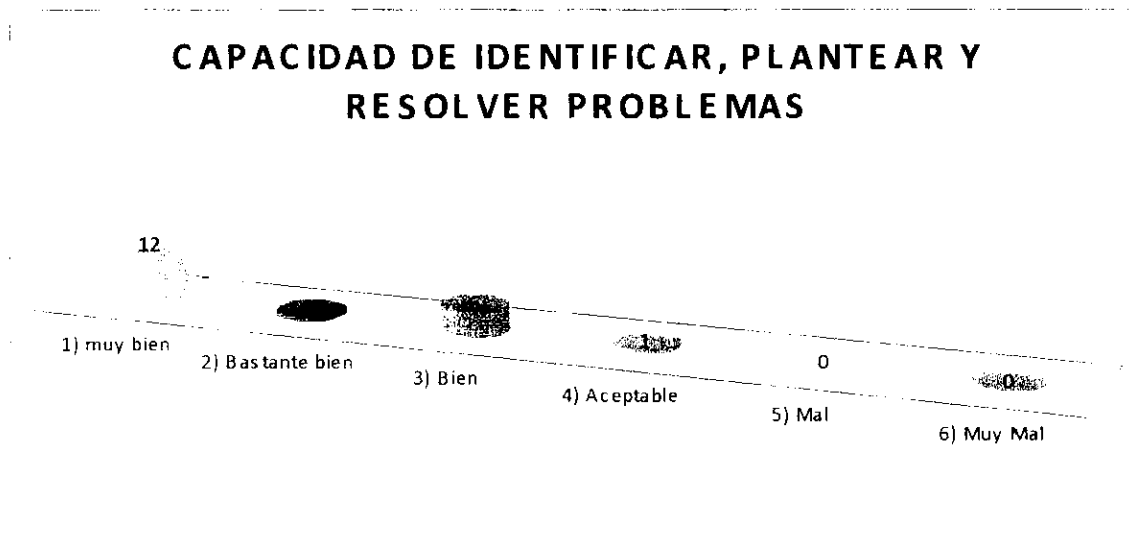 CAPACIDAD DE IDENTIFICAR, PLANTEAR Y
RESOLVER PROBLEMAS
12
1
0
0
1) muy bien
2) Bastante bien
3) Bien
4) Aceptable
5) Mal
6) Muy Mal